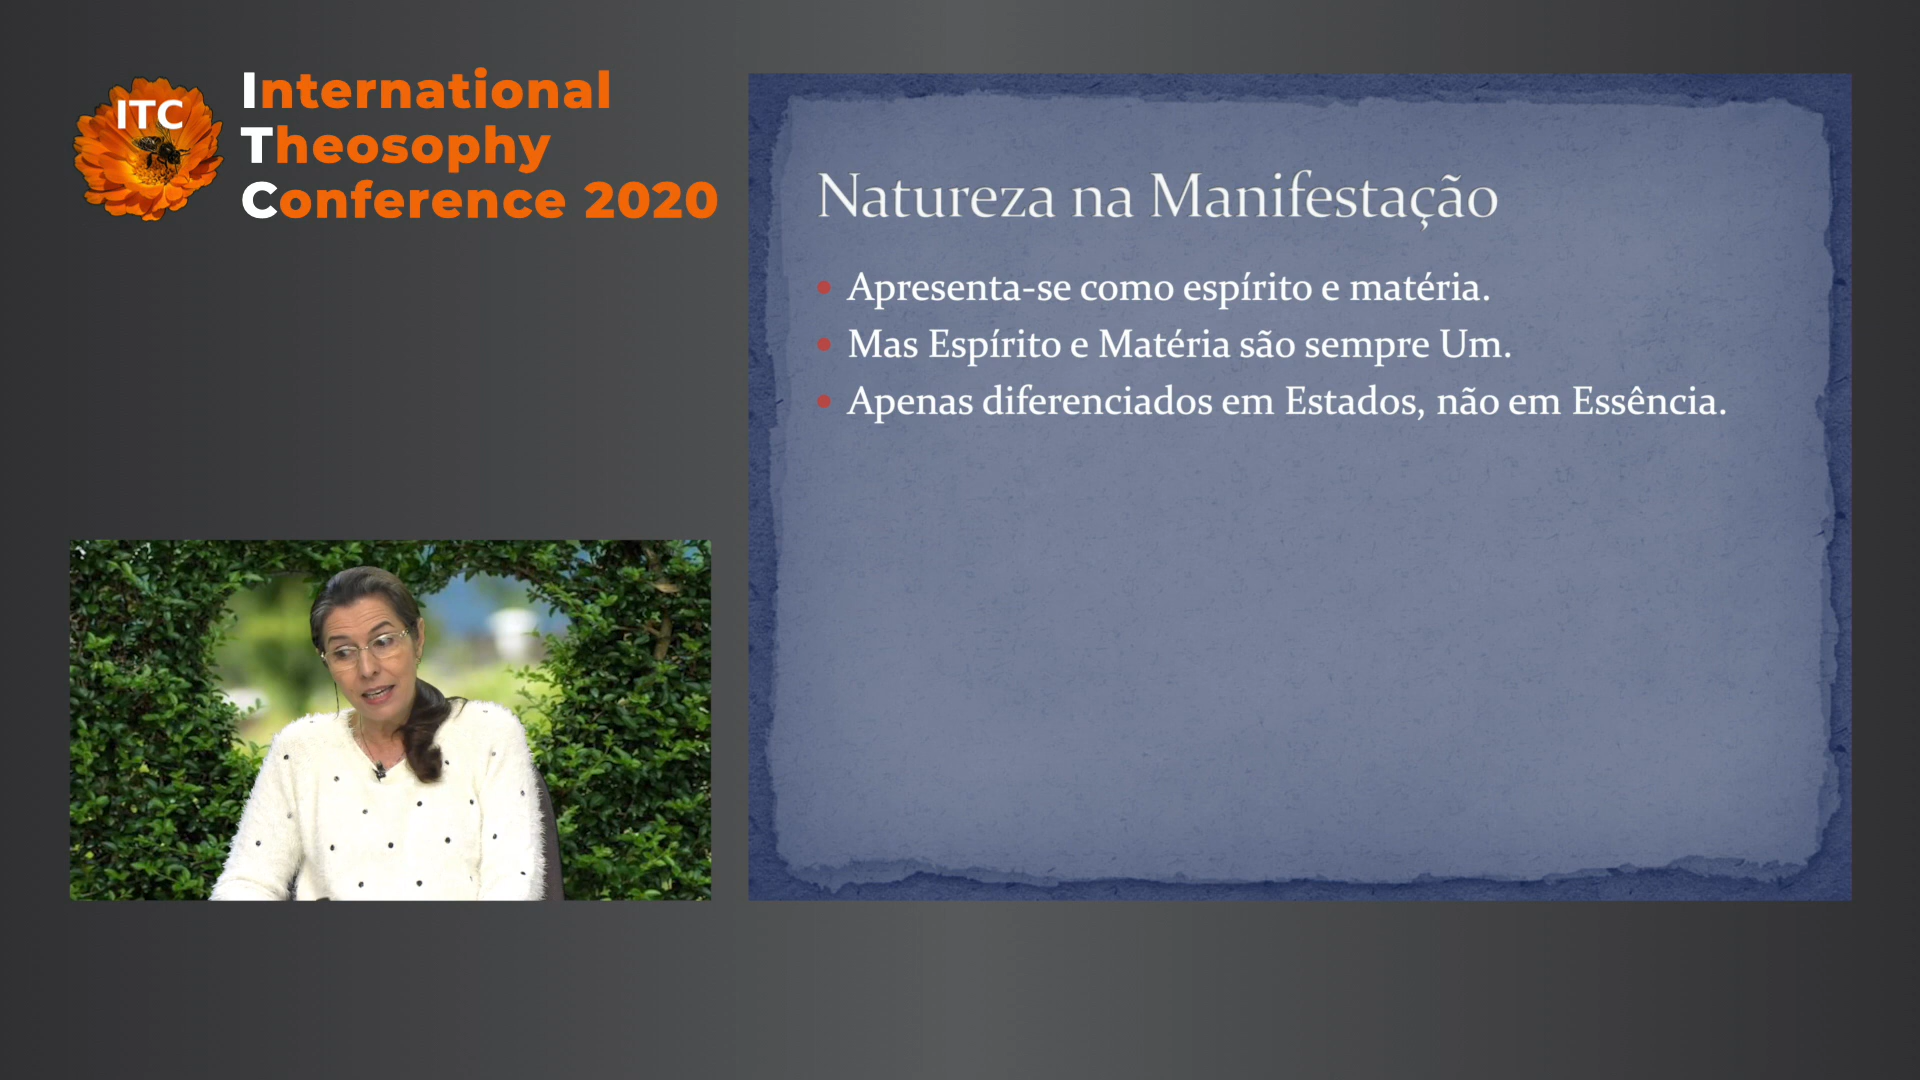 ITC
International
Theosophy
Conference 2020
Natureza na Manifestação
Apresenta-se como espírito e matéria.
Mas Espírito e Matéria são sempre Um.
Apenas diferenciados em Estados, não em Essência.